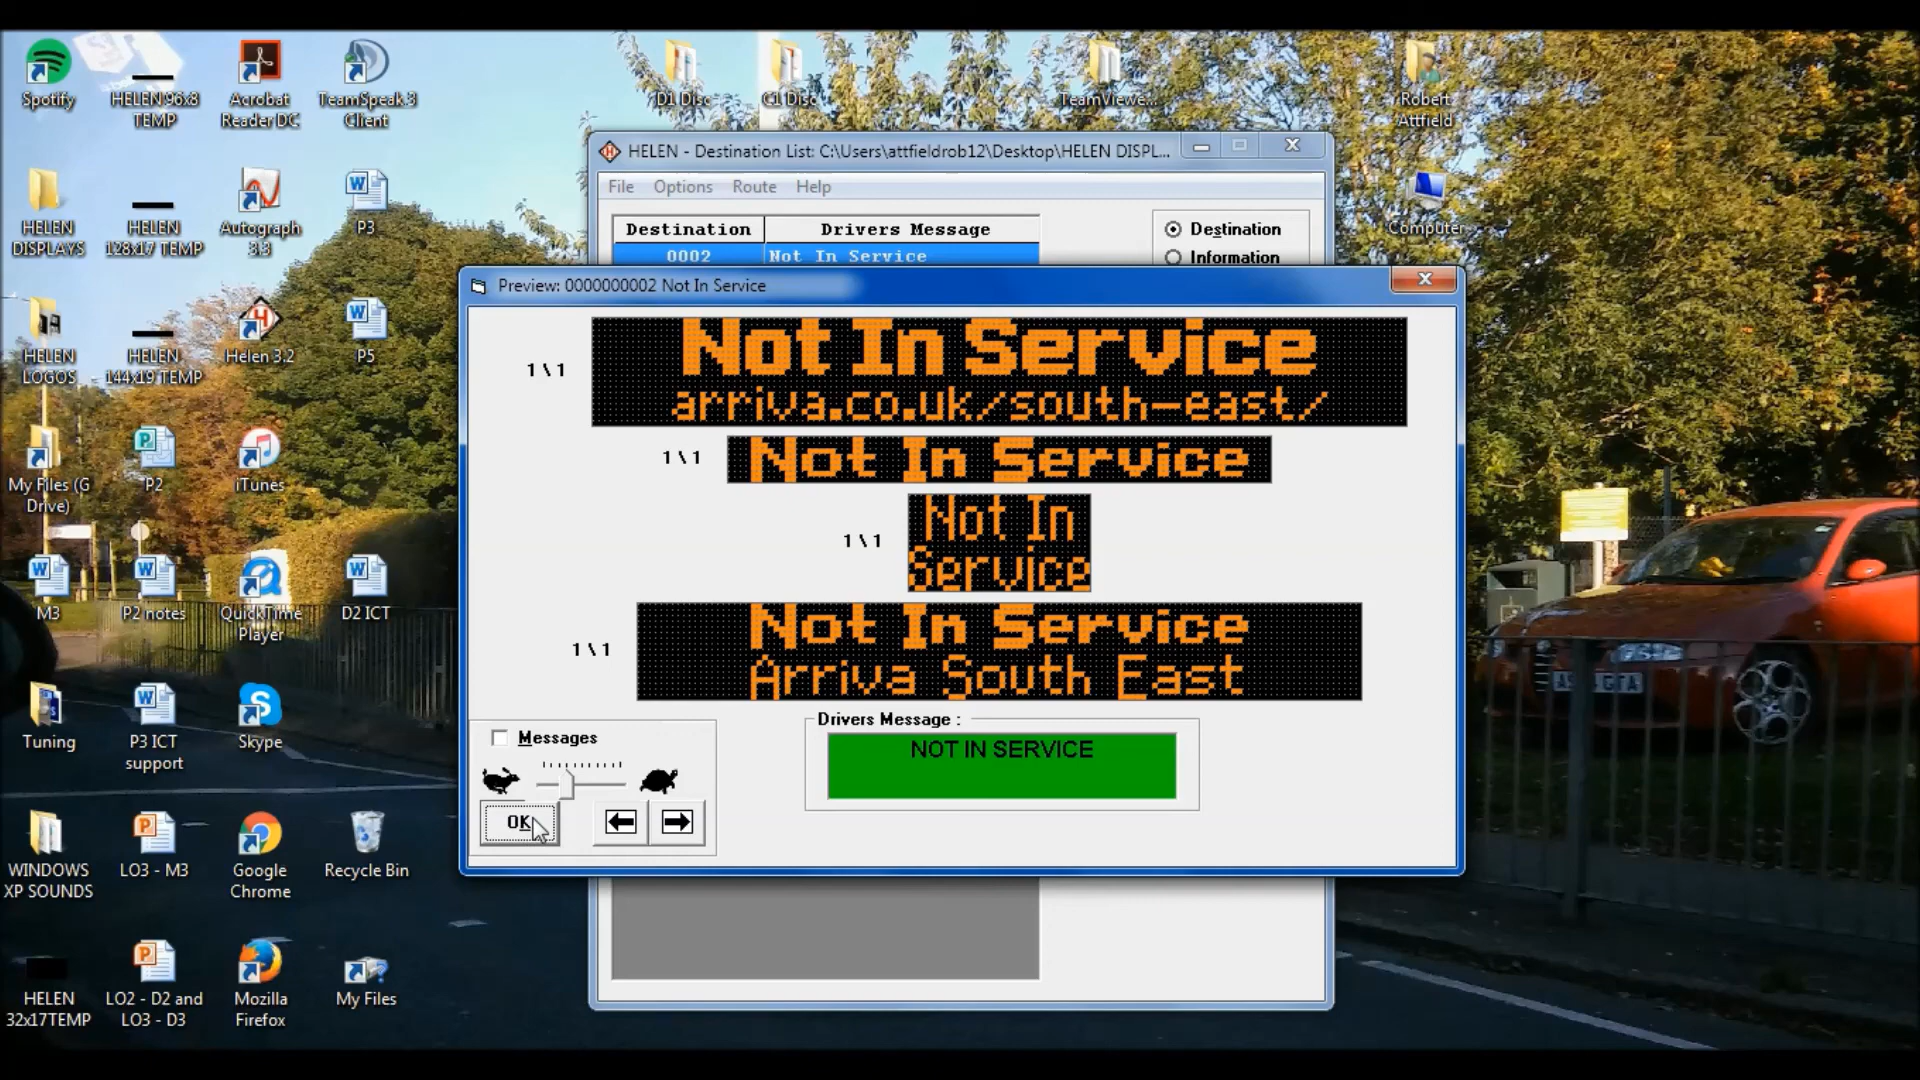 Spotify
HELEN 96x8
TEMP
Acrobat
Reader DC
TeamSpeak 3
Client
D1 Disc
C1 Disc
TeamViewe...
Robert
Attfield
HELEN
DISPLAYS
HELEN
128x17 TEMP
Autograph
3.3
P3
Computer
HELEN
LOGOS
HELEN
144x19 TEMP
Helen 3.2
P5
My Files (G
Drive)
P2
iTunes
M3
P2 notes
QuickTime
Player
D2 ICT
Tuning
P3 ICT
support
Skype
WINDOWS
XP SOUNDS
LO3 - M3
Google
Chrome
Recycle Bin
HELEN
32x17TEMP
LO2 - D2 and
LO3 - D3
Mozilla
Firefox
My Files
HELEN - Destination List: C:\Users\attfieldrob12\Desktop\HELEN DISPL...
File Options Route Help
Destination Drivers Message
0002 Not In Service
Destination
Information
Preview: 0000000002 Not In Service
1\1
Not In Service
arriva.co.uk/south-east/
1\1
Not In Service
1\1
Not In
Service
1\1
Not In Service
Arriva South East
Messages
OK
Drivers Message :
NOT IN SERVICE